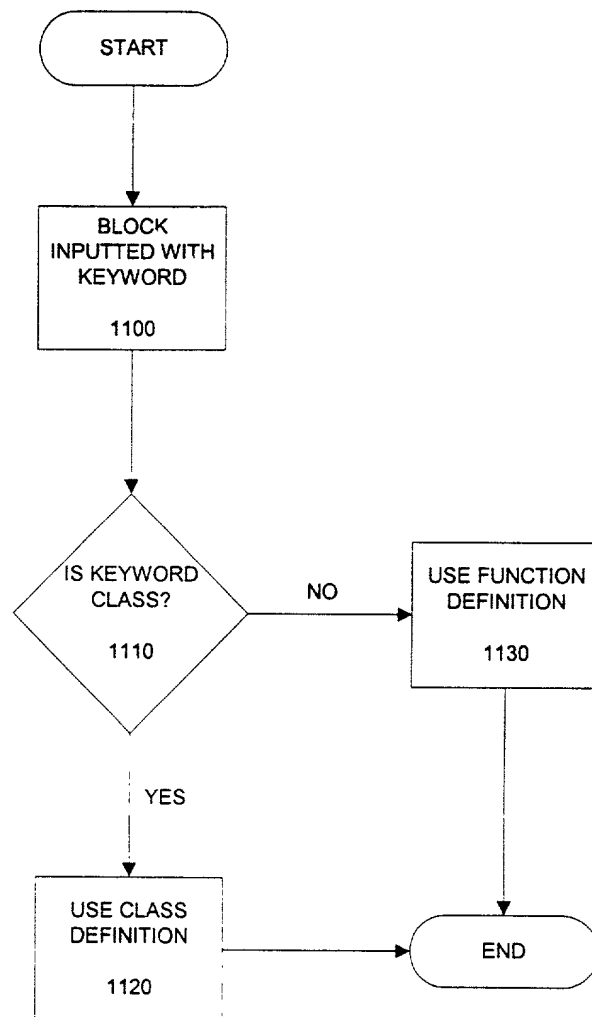 START
BLOCK
INPUTTED WITH
KEYWORD
1100
IS KEYWORD
CLASS?
1110
NO
USE FUNCTION
DEFINITION
1130
YES
USE CLASS
DEFINITION
1120
END